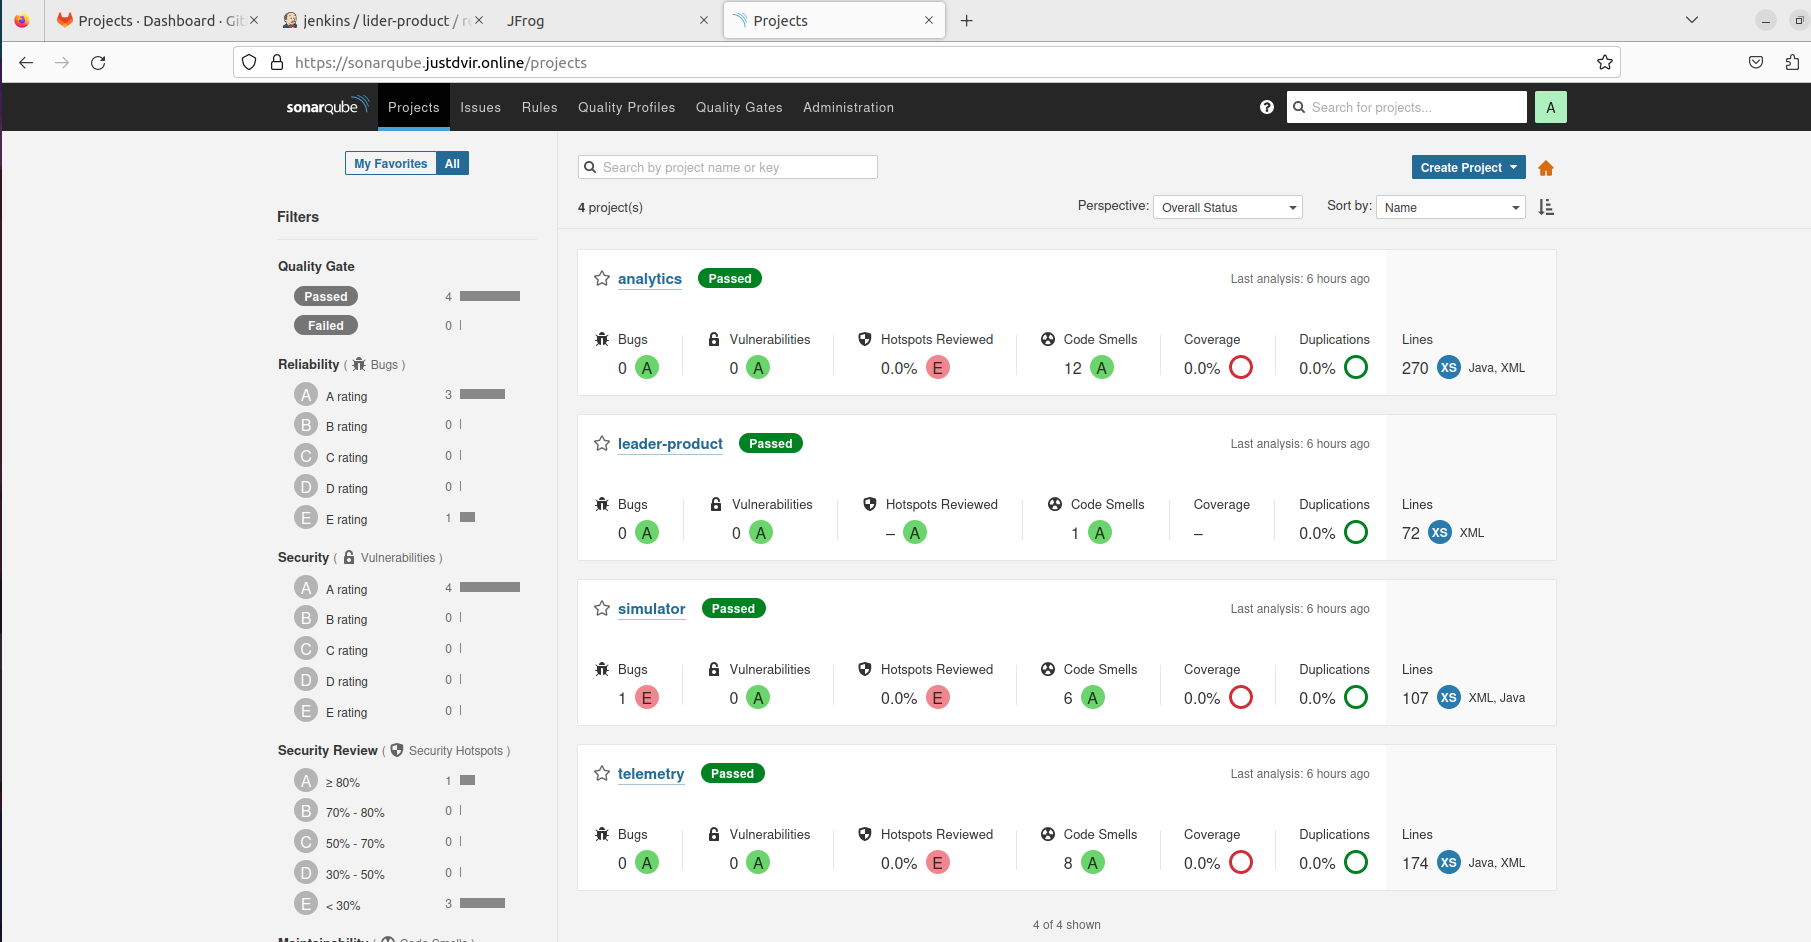 Projects · Dashboard · Git
jenkins / lider-product / re
JFrog
Projects
https://sonarqube.justdvir.online/projects
sonarqube Projects Issues Rules Quality Profiles Quality Gates Administration Search for projects... A
My Favorites All
Search by project name or key
Create Project
4 project(s)
Perspective: Overall Status
Sort by: Name
Filters
Quality Gate
Passed 4
Failed 0
Reliability ( Bugs )
A A rating 3
B B rating 0
C C rating 0
D D rating 0
E E rating 1
Security ( Vulnerabilities )
A A rating 4
B B rating 0
C C rating 0
D D rating 0
E E rating 0
Security Review ( Security Hotspots )
A ≥ 80% 1
B 70% - 80% 0
C 50% - 70% 0
D 30% - 50% 0
E < 30% 3
Maintainability ( Code Smells )
analytics Passed Last analysis: 6 hours ago
Bugs Vulnerabilities Hotspots Reviewed Code Smells Coverage Duplications Lines
0 A 0 A 0.0% E 12 A 0.0% 0.0% 270 XS Java, XML
leader-product Passed Last analysis: 6 hours ago
Bugs Vulnerabilities Hotspots Reviewed Code Smells Coverage Duplications Lines
0 A 0 A – A 1 A – 0.0% 72 XS XML
simulator Passed Last analysis: 6 hours ago
Bugs Vulnerabilities Hotspots Reviewed Code Smells Coverage Duplications Lines
1 E 0 A 0.0% E 6 A 0.0% 0.0% 107 XS XML, Java
telemetry Passed Last analysis: 6 hours ago
Bugs Vulnerabilities Hotspots Reviewed Code Smells Coverage Duplications Lines
0 A 0 A 0.0% E 8 A 0.0% 0.0% 174 XS Java, XML
4 of 4 shown